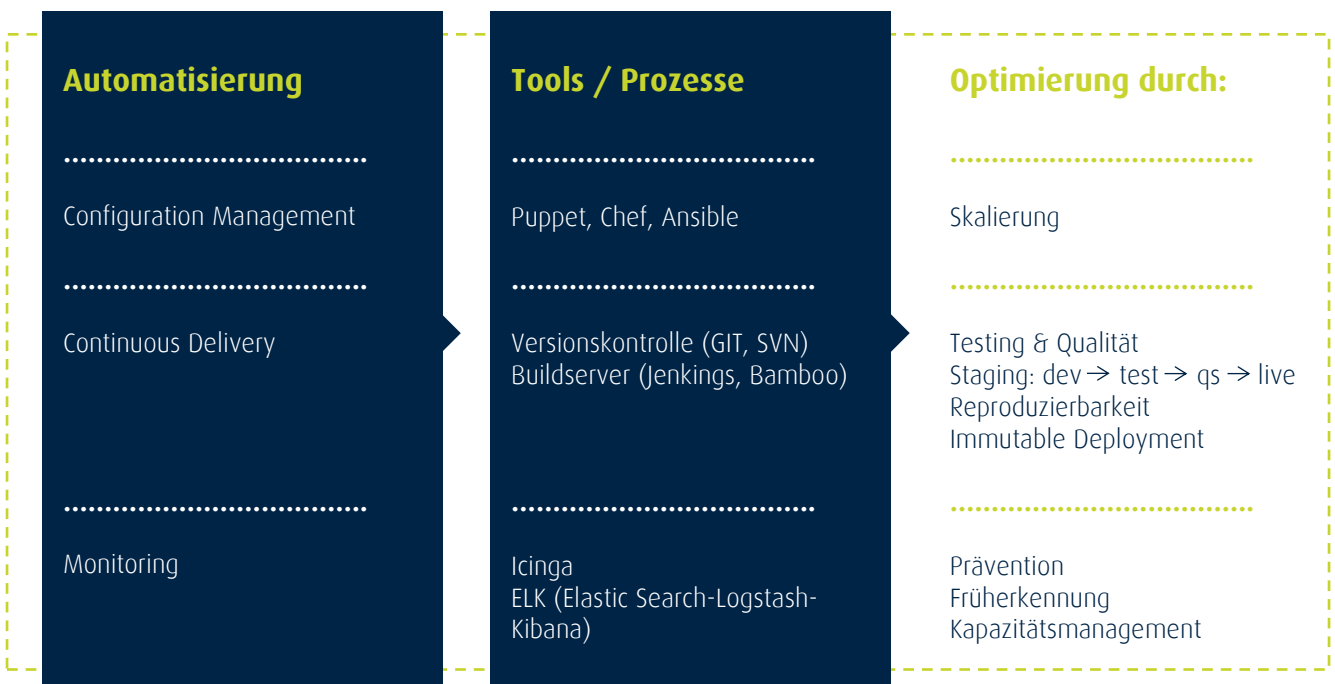 Automatisierung
Configuration Management
Continuous Delivery
Monitoring
Tools / Prozesse
Puppet, Chef, Ansible
Versionskontrolle (GIT, SVN)
Buildserver (Jenkings, Bamboo)
Icinga
ELK (Elastic Search-Logstash-
Kibana)
Optimierung durch:
Skalierung
Testing & Qualität
Staging: dev → test → qs → live
Reproduzierbarkeit
Immutable Deployment
Prävention
Früherkennung
Kapazitätsmanagement